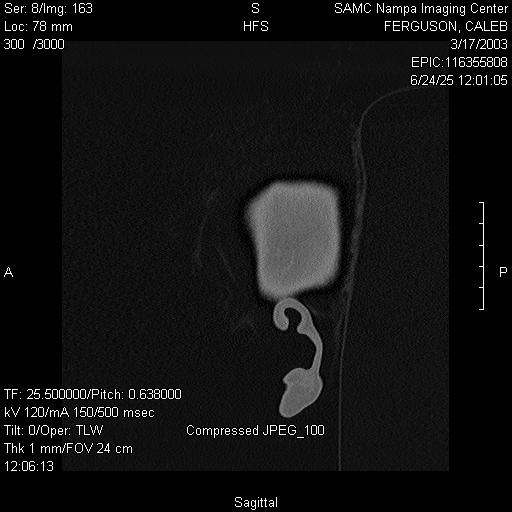 Ser: 8/Img: 163
S
SAMC Nampa Imaging Center
Loc: 78 mm
HFS
FERGUSON, CALEB
300 /3000
3/17/2003
EPIC:116355808
6/24/25 12:01:05
A
P
TF: 25.500000/Pitch: 0.638000
kV 120/mA 150/500 msec
Tilt: 0/Oper: TLW
Compressed JPEG_100
Thk 1 mm/FOV 24 cm
12:06:13
Sagittal